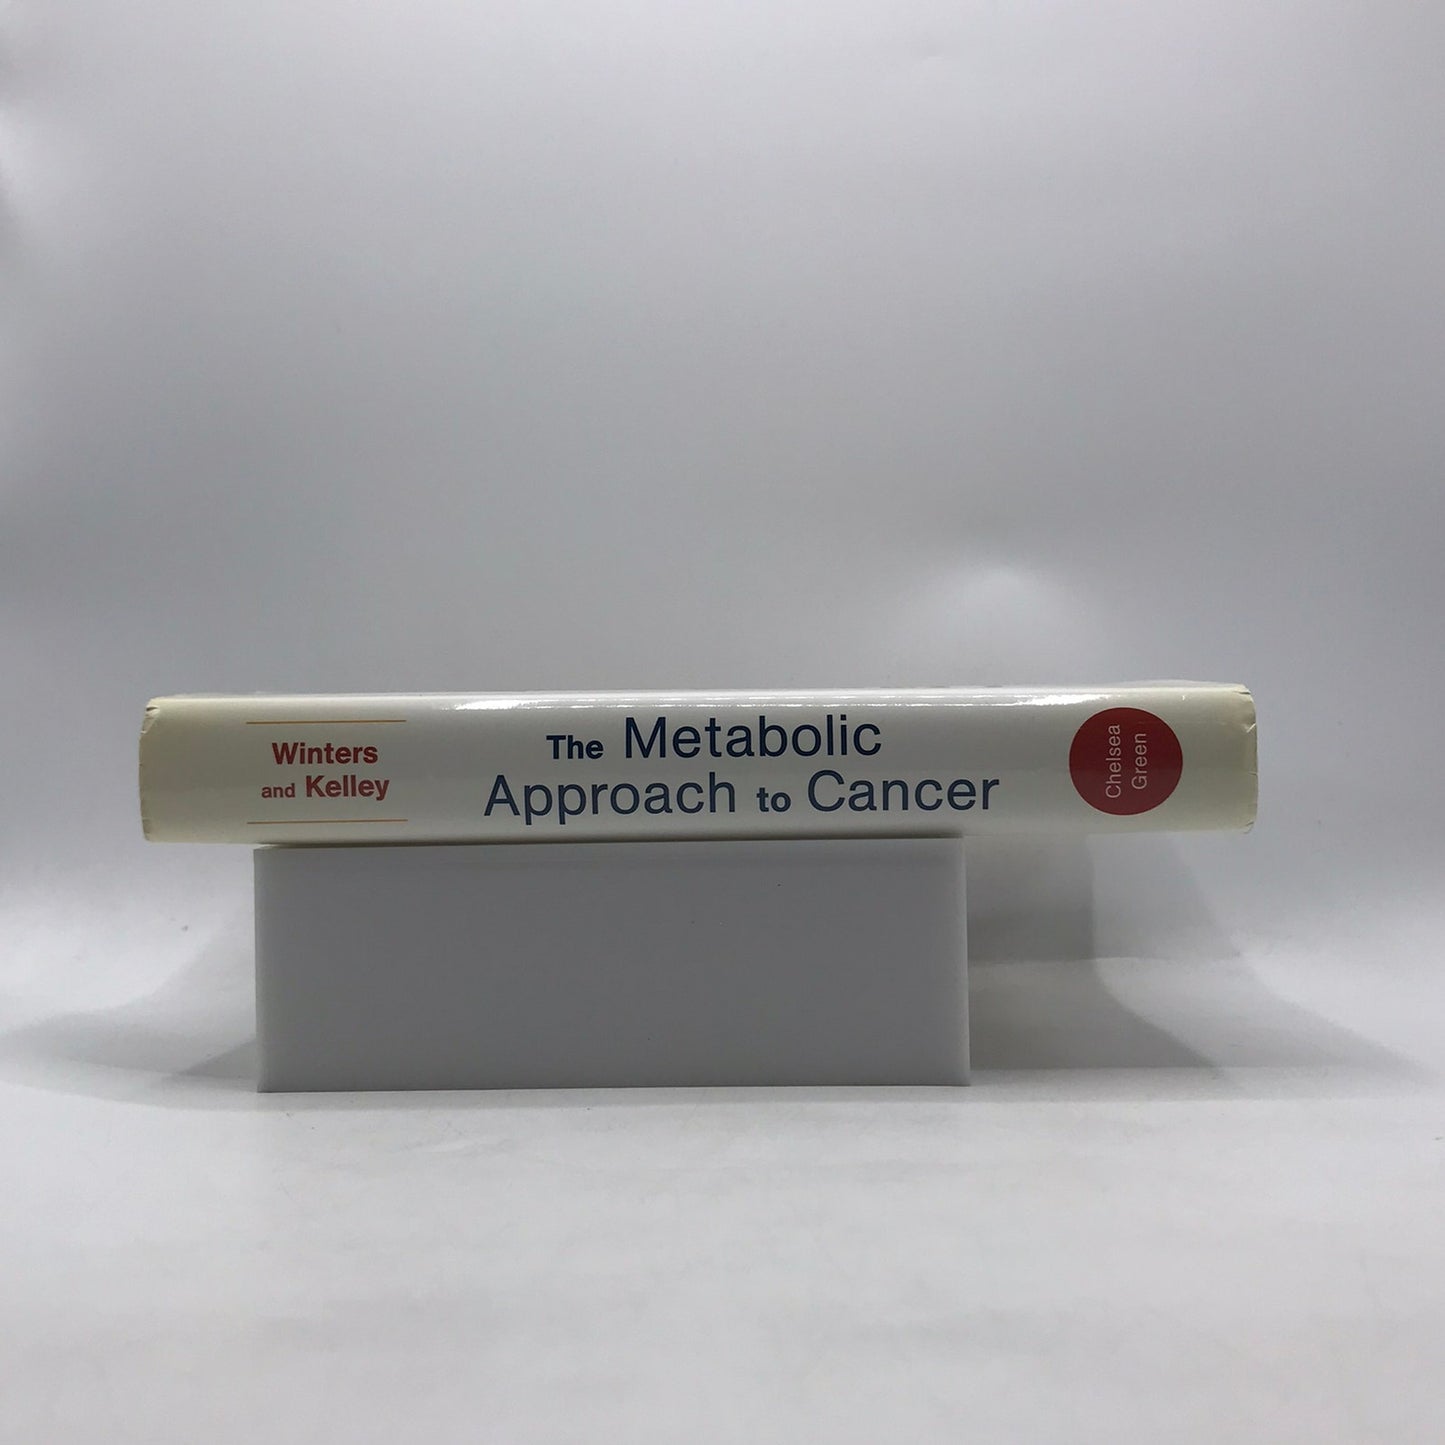 Winters
and Kelley
The Metabolic
Approach to Cancer
Chelsea
Green